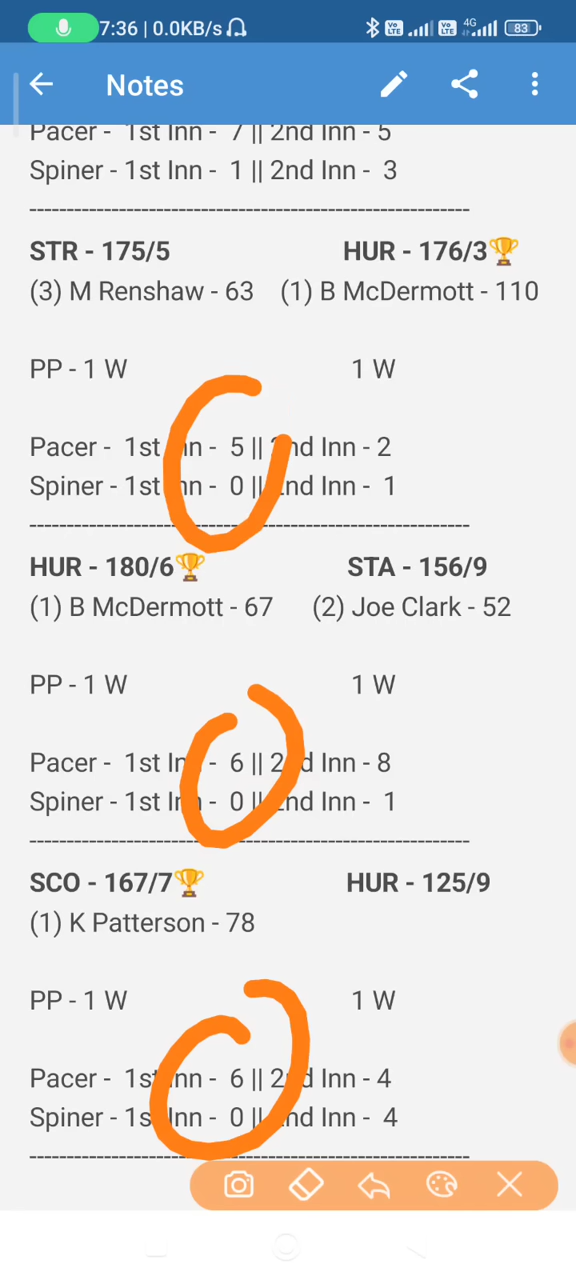 7:36 | 0.0KB/s Vo LTE Vo LTE 4G 83
Notes
Pacer - 1st Inn - 7 || 2nd Inn - 5
Spiner - 1st Inn - 1 || 2nd Inn - 3
------------------------------------------------------------
STR - 175/5 HUR - 176/3🏆
(3) M Renshaw - 63 (1) B McDermott - 110
PP - 1 W 1 W
Pacer - 1st Inn - 5 || 2nd Inn - 2
Spiner - 1st Inn - 0 || 2nd Inn - 1
------------------------------------------------------------
HUR - 180/6🏆 STA - 156/9
(1) B McDermott - 67 (2) Joe Clark - 52
PP - 1 W 1 W
Pacer - 1st Inn - 6 || 2nd Inn - 8
Spiner - 1st Inn - 0 || 2nd Inn - 1
------------------------------------------------------------
SCO - 167/7🏆 HUR - 125/9
(1) K Patterson - 78
PP - 1 W 1 W
Pacer - 1st Inn - 6 || 2nd Inn - 4
Spiner - 1st Inn - 0 || 2nd Inn - 4
------------------------------------------------------------